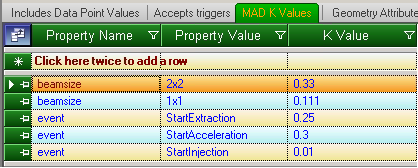 Includes Data Point Values Accepts triggers MAD K Values Geometry Attribute
Property Name Property Value K Value
Click here twice to add a row
beamsize 2x2 0.33
beamsize 1x1 0.111
event StartExtraction 0.25
event StartAcceleration 0.3
event StartInjection 0.01